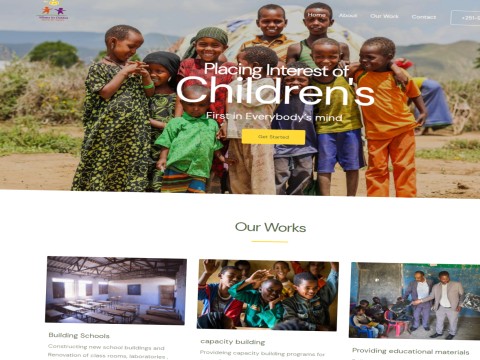 Home About Our Work Contact
Placing Interest of
Children's
First in Everybody's mind
Get Started
Our Works
Building Schools
Constructing new school buildings and
Renovation of class rooms, laboratories ,
capacity building
Providing capacity building programs for
Providing educational materials